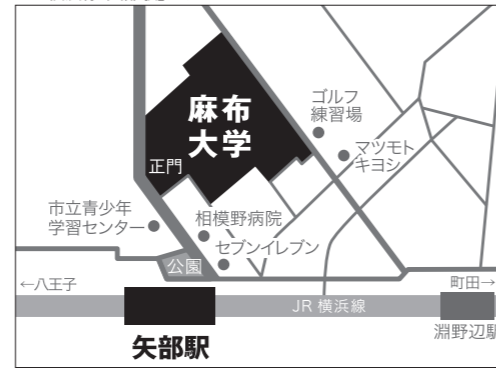 麻布
大学
正門
ゴルフ
練習場
マツモト
キヨシ
市立青少年
学習センター
相模野病院
セブンイレブン
公園
←八王子
町田→
JR 横浜線
矢部駅
淵野辺駅